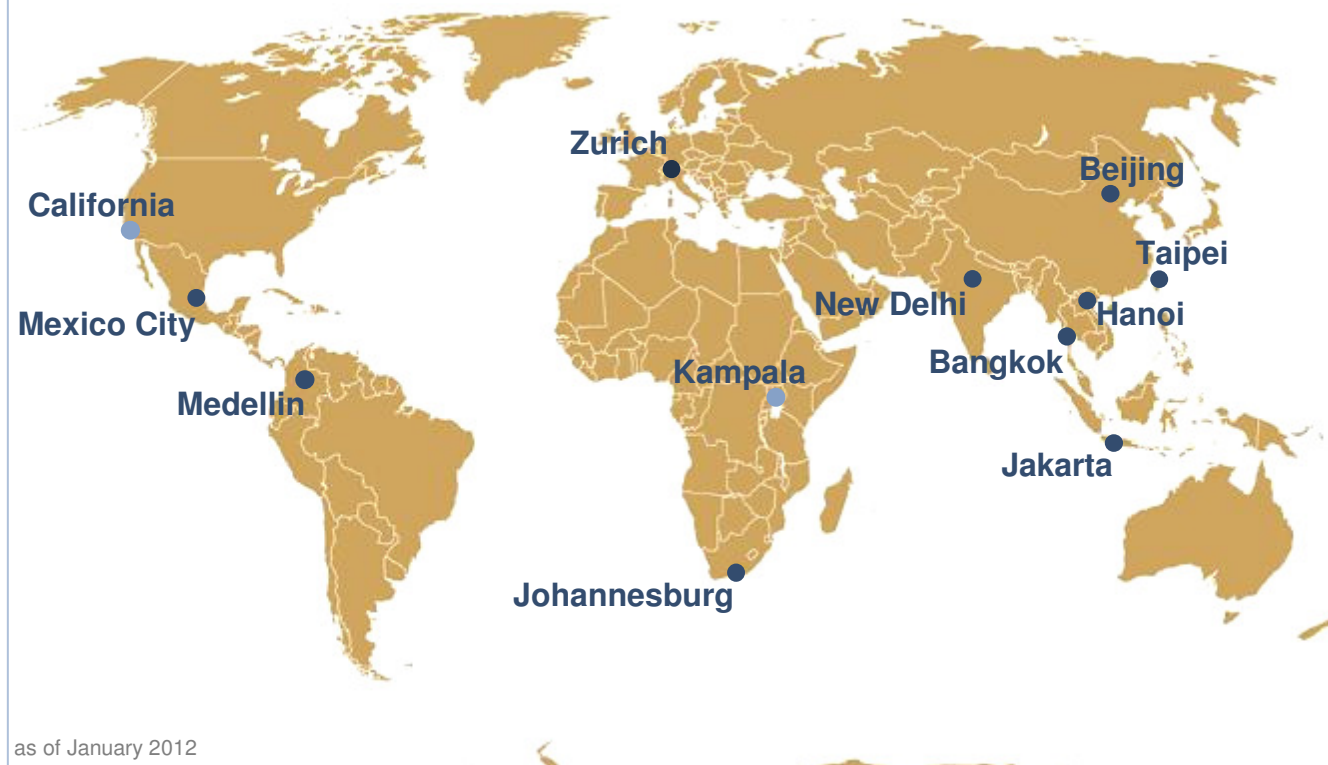 Zurich
Beijing
California
Taipei
New Delhi
Hanoi
Mexico City
Bangkok
Kampala
Medellin
Jakarta
Johannesburg
as of January 2012